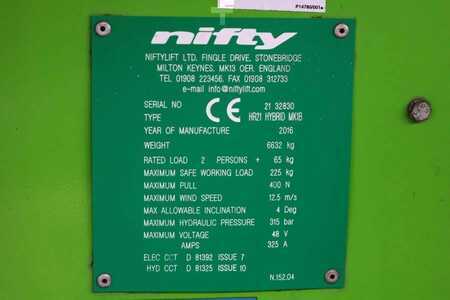 P14780/001a
nifty
NIFTYLIFT LTD. FINGLE DRIVE, STONEBRIDGE
MILTON KEYNES, MK13 OER. ENGLAND
TEL. 01908 223456. FAX 01908 312733
e-mail info@niftylift.com
SERIAL NO CE 21 32830
TYPE HR21 HYBRID MK1B
YEAR OF MANUFACTURE 2016
WEIGHT 6632 kg
RATED LOAD 2 PERSONS + 65 kg
MAXIMUM SAFE WORKING LOAD 225 kg
MAXIMUM PULL 400 N
MAXIMUM WIND SPEED 12.5 m/s
MAX ALLOWABLE INCLINATION 4 Deg
MAXIMUM HYDRAULIC PRESSURE 315 bar
MAXIMUM VOLTAGE 48 V
AMPS 325 A
ELEC CCT D 81392 ISSUE 7
HYD CCT D 81325 ISSUE 10
N.152.04